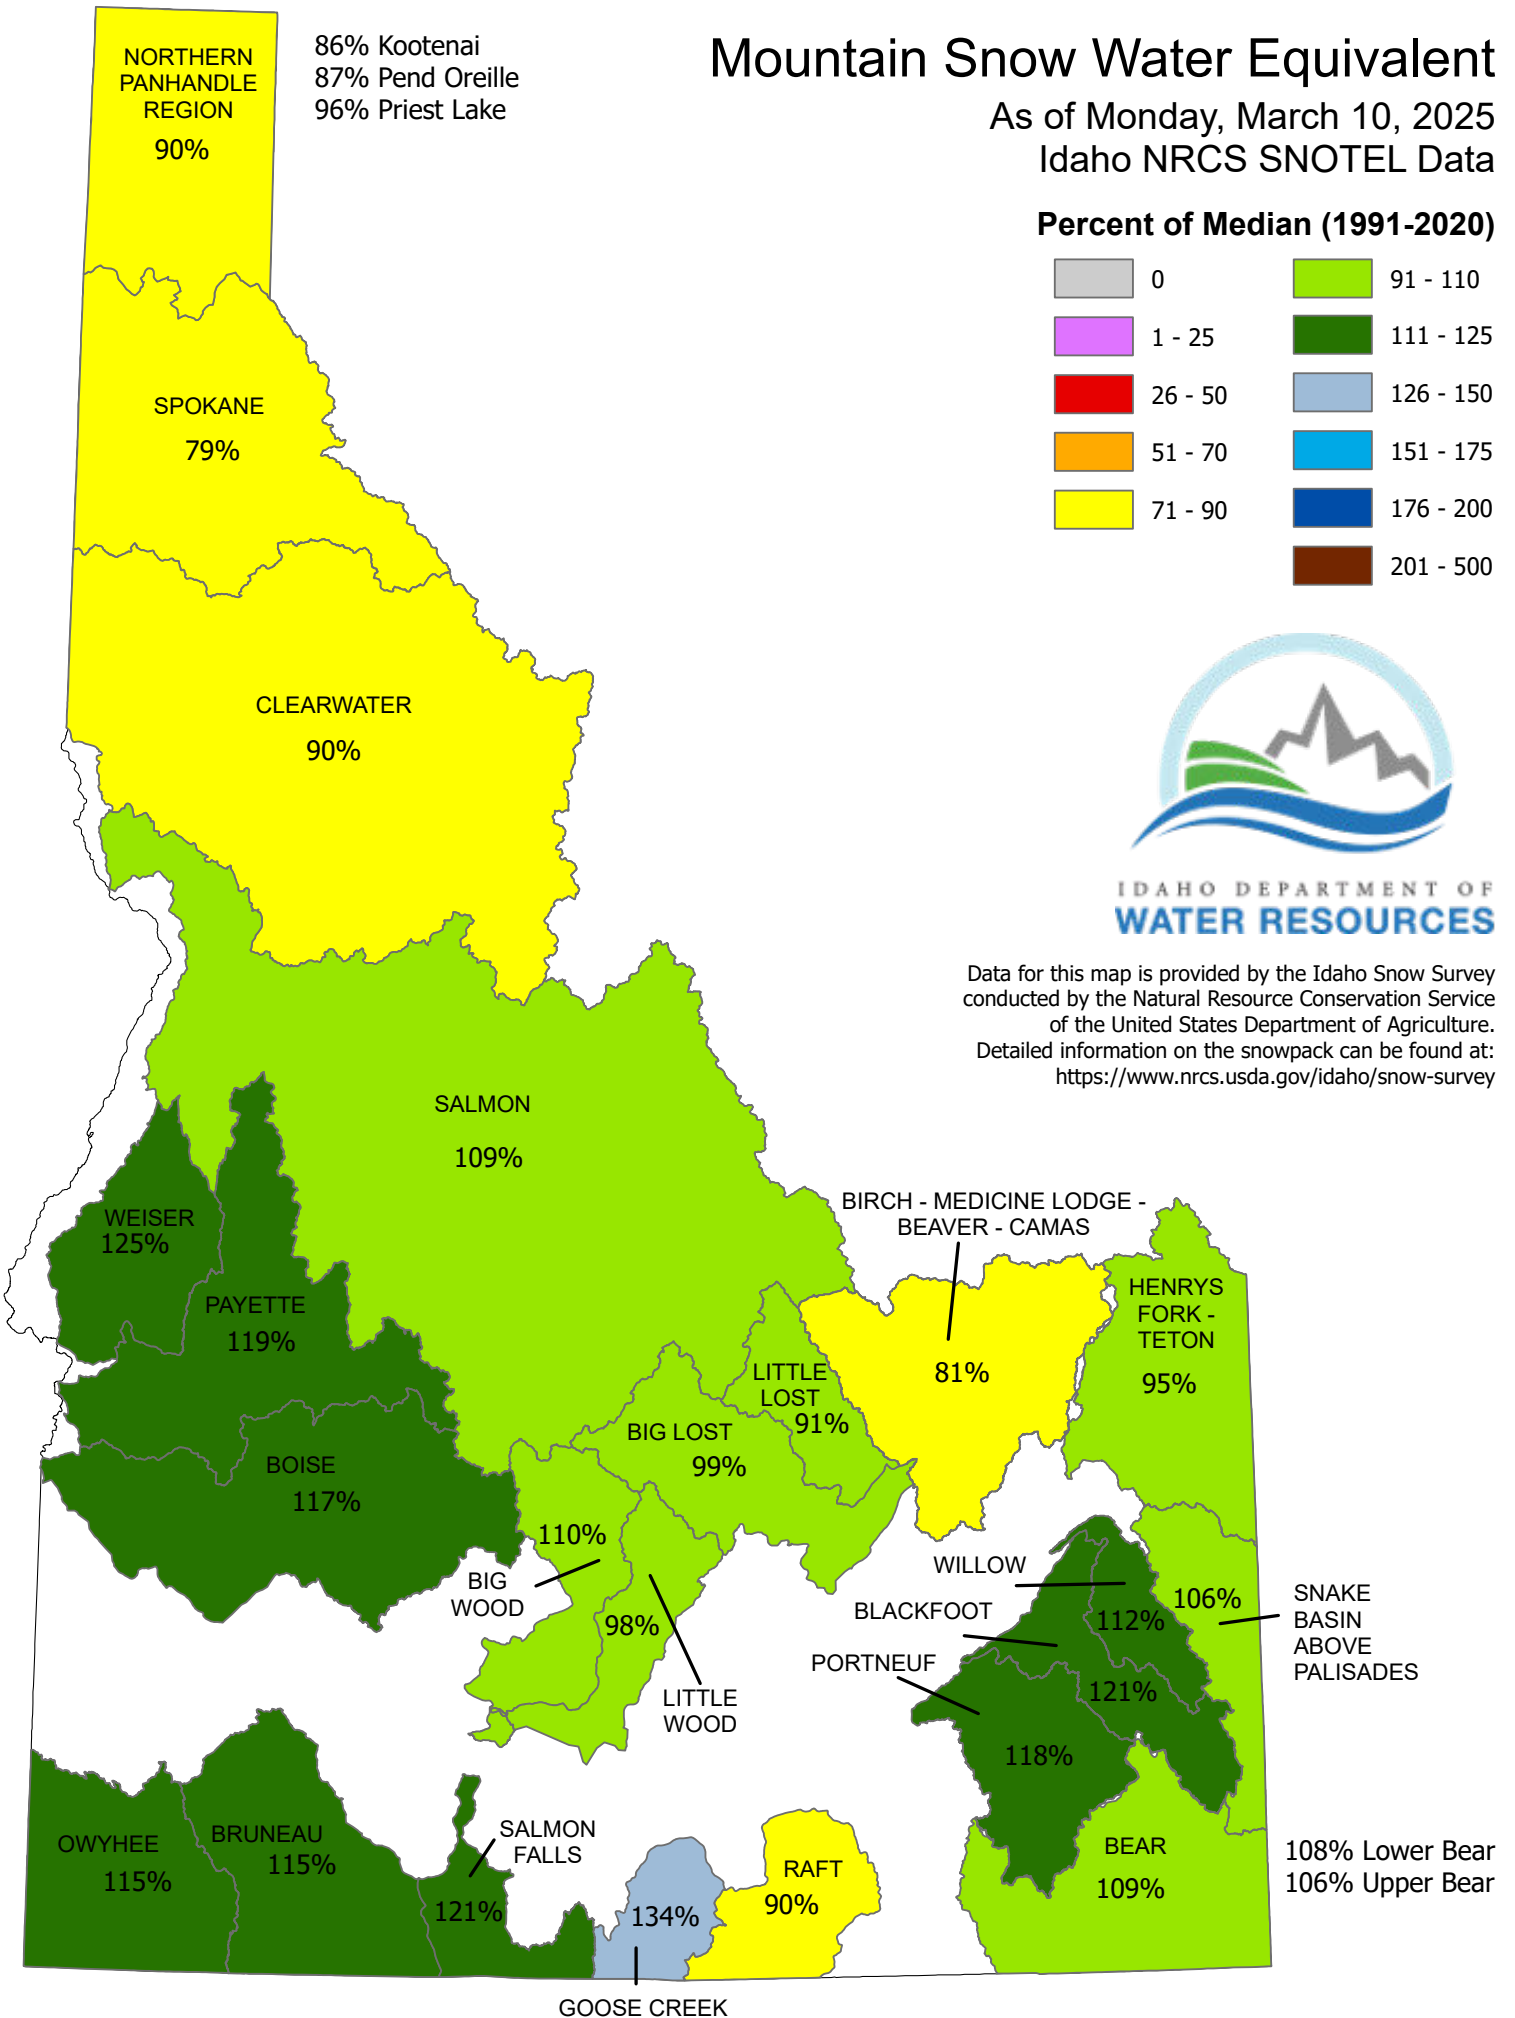 Mountain Snow Water Equivalent
As of Monday, March 10, 2025
Idaho NRCS SNOTEL Data
Percent of Median (1991-2020)
0
1 - 25
26 - 50
51 - 70
71 - 90
91 - 110
111 - 125
126 - 150
151 - 175
176 - 200
201 - 500
IDAHO DEPARTMENT OF
WATER RESOURCES
Data for this map is provided by the Idaho Snow Survey
conducted by the Natural Resource Conservation Service
of the United States Department of Agriculture.
Detailed information on the snowpack can be found at:
https://www.nrcs.usda.gov/idaho/snow-survey
NORTHERN
PANHANDLE
REGION
90%
86% Kootenai
87% Pend Oreille
96% Priest Lake
SPOKANE
79%
CLEARWATER
90%
SALMON
109%
WEISER
125%
PAYETTE
119%
BOISE
117%
BIRCH - MEDICINE LODGE -
BEAVER - CAMAS
81%
HENRYS
FORK -
TETON
95%
LITTLE
LOST
91%
BIG LOST
99%
110%
BIG
WOOD
98%
LITTLE
WOOD
WILLOW
112%
BLACKFOOT
121%
PORTNEUF
118%
106%
SNAKE
BASIN
ABOVE
PALISADES
OWYHEE
115%
BRUNEAU
115%
SALMON
FALLS
121%
134%
GOOSE CREEK
RAFT
90%
BEAR
109%
108% Lower Bear
106% Upper Bear